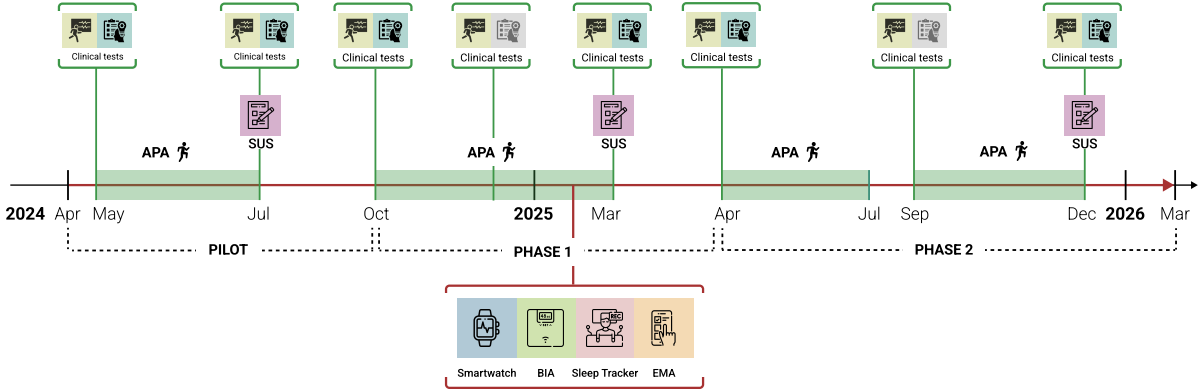 Clinical tests Clinical tests Clinical tests Clinical tests Clinical tests Clinical tests Clinical tests Clinical tests
SUS SUS SUS
APA APA APA APA
2024 Apr May Jul Oct 2025 Mar Apr Jul Sep Dec 2026 Mar
PILOT PHASE 1 PHASE 2
REC
Smartwatch BIA Sleep Tracker EMA